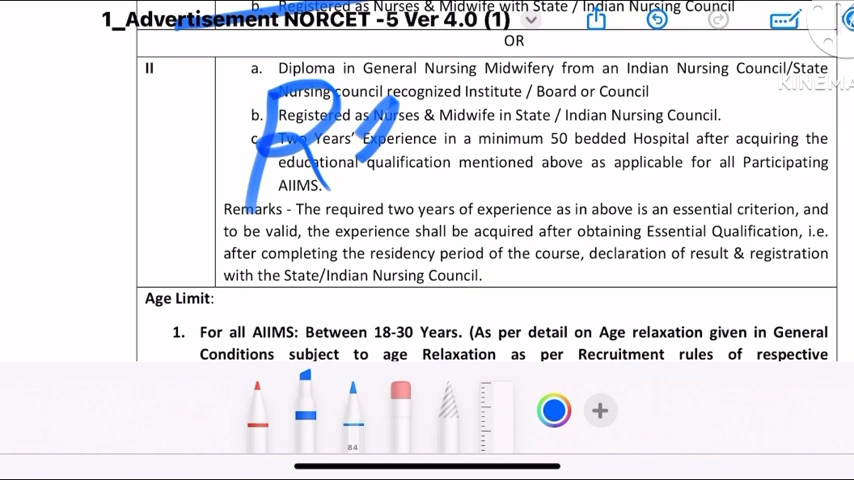 b. Registered as Nurses & Midwife with State / Indian Nursing Council
1_Advertisement NORCET -5 Ver 4.0 (1)
OR
II
a. Diploma in General Nursing Midwifery from an Indian Nursing Council/State
Nursing council recognized Institute / Board or Council
b. Registered as Nurses & Midwife in State / Indian Nursing Council.
c. Two Years' Experience in a minimum 50 bedded Hospital after acquiring the
educational qualification mentioned above as applicable for all Participating
AIIMS.
Remarks - The required two years of experience as in above is an essential criterion, and
to be valid, the experience shall be acquired after obtaining Essential Qualification, i.e.
after completing the residency period of the course, declaration of result & registration
with the State/Indian Nursing Council.
Age Limit:
1. For all AIIMS: Between 18-30 Years. (As per detail on Age relaxation given in General
Conditions subject to age Relaxation as per Recruitment rules of respective
84
KINEMA
R